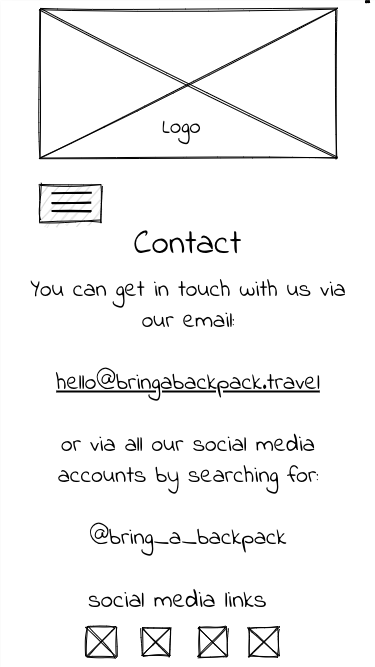 Logo
Contact
You can get in touch with us via
our email:
hello@bringabackpack.travel
or via all our social media
accounts by searching for:
@bring_a_backpack
social media links